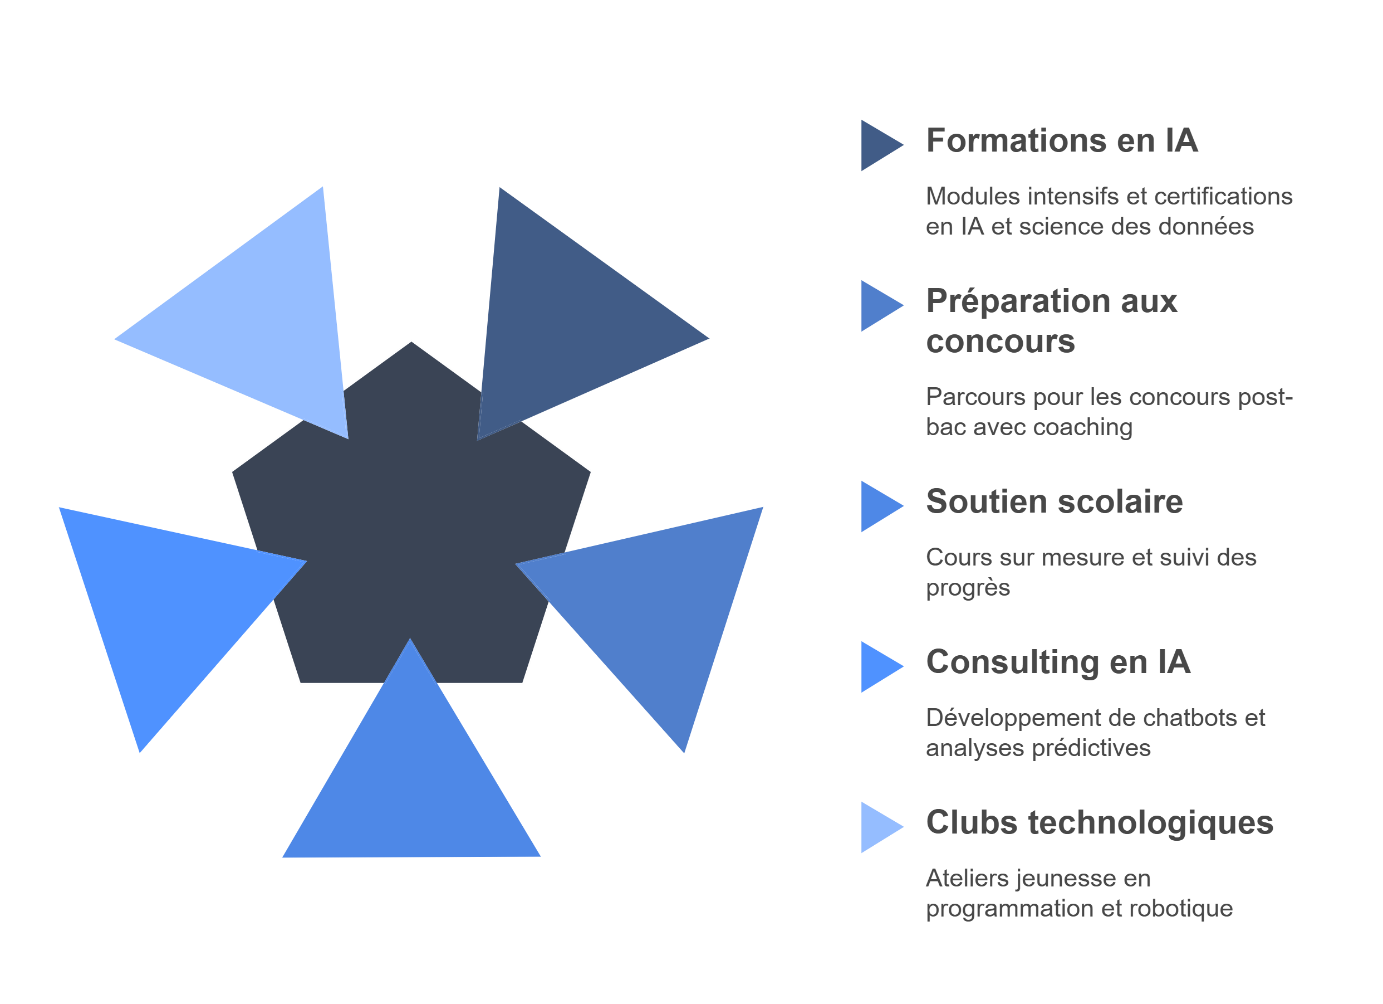 Formations en IA
Modules intensifs et certifications
en IA et science des données
Préparation aux
concours
Parcours pour les concours post-
bac avec coaching
Soutien scolaire
Cours sur mesure et suivi des
progrès
Consulting en IA
Développement de chatbots et
analyses prédictives
Clubs technologiques
Ateliers jeunesse en
programmation et robotique